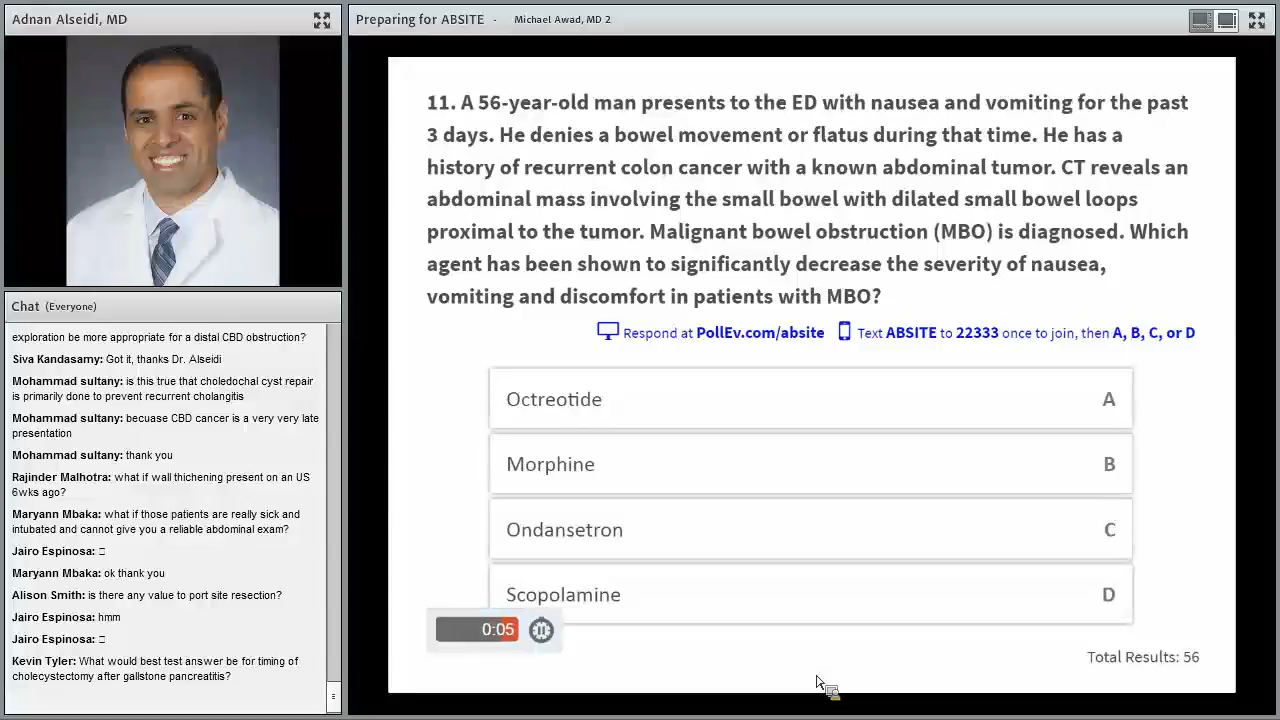 Adnan Alseidi, MD
Preparing for ABSITE - Michael Awad, MD 2
11. A 56-year-old man presents to the ED with nausea and vomiting for the past
3 days. He denies a bowel movement or flatus during that time. He has a
history of recurrent colon cancer with a known abdominal tumor. CT reveals an
abdominal mass involving the small bowel with dilated small bowel loops
proximal to the tumor. Malignant bowel obstruction (MBO) is diagnosed. Which
agent has been shown to significantly decrease the severity of nausea,
vomiting and discomfort in patients with MBO?
Respond at PollEv.com/absite Text ABSITE to 22333 once to join, then A, B, C, or D
Octreotide A
Morphine B
Ondansetron C
Scopolamine D
0:05
Total Results: 56
Chat (Everyone)
exploration be more appropriate for a distal CBD obstruction?
Siva Kandasamy: Got it, thanks Dr. Alseidi
Mohammad sultany: is this true that choledochal cyst repair
is primarily done to prevent recurrent cholangitis
Mohammad sultany: becuase CBD cancer is a very very late
presentation
Mohammad sultany: thank you
Rajinder Malhotra: what if wall thickening present on an US
6wks ago?
Maryann Mbaka: what if those patients are really sick and
intubated and cannot give you a reliable abdominal exam?
Jairo Espinosa:
Maryann Mbaka: ok thank you
Alison Smith: is there any value to port site resection?
Jairo Espinosa: hmm
Jairo Espinosa:
Kevin Tyler: What would best test answer be for timing of
cholecystectomy after gallstone pancreatitis?